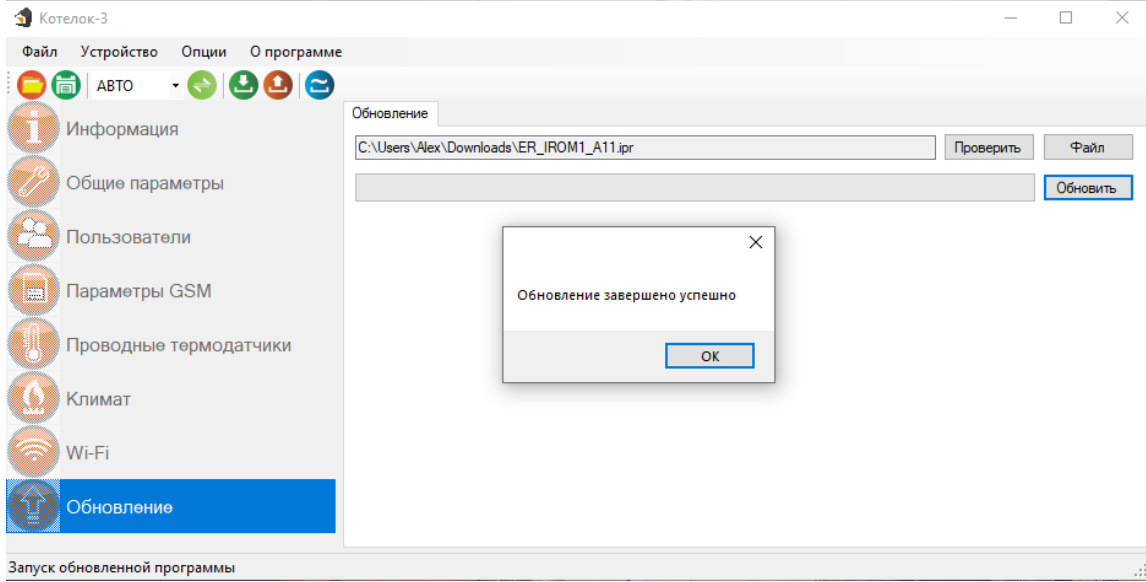 Котелок-3
Файл Устройство Опции О программе
АВТО
Информация
Общие параметры
Пользователи
Параметры GSM
Проводные термодатчики
Климат
Wi-Fi
Обновление
Обновление
C:\Users\Alex\Downloads\ER_IROM1_A11.ipr
Проверить
Файл
Обновить
Обновление завершено успешно
ОК
Запуск обновленной программы